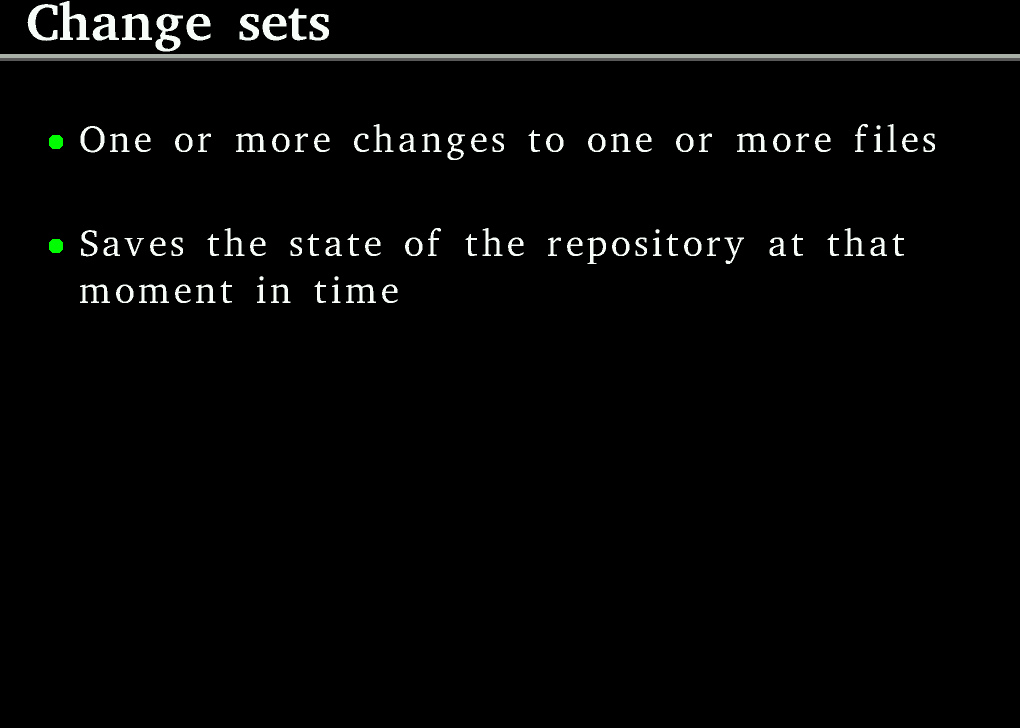 Change sets
One or more changes to one or more files
Saves the state of the repository at that
moment in time